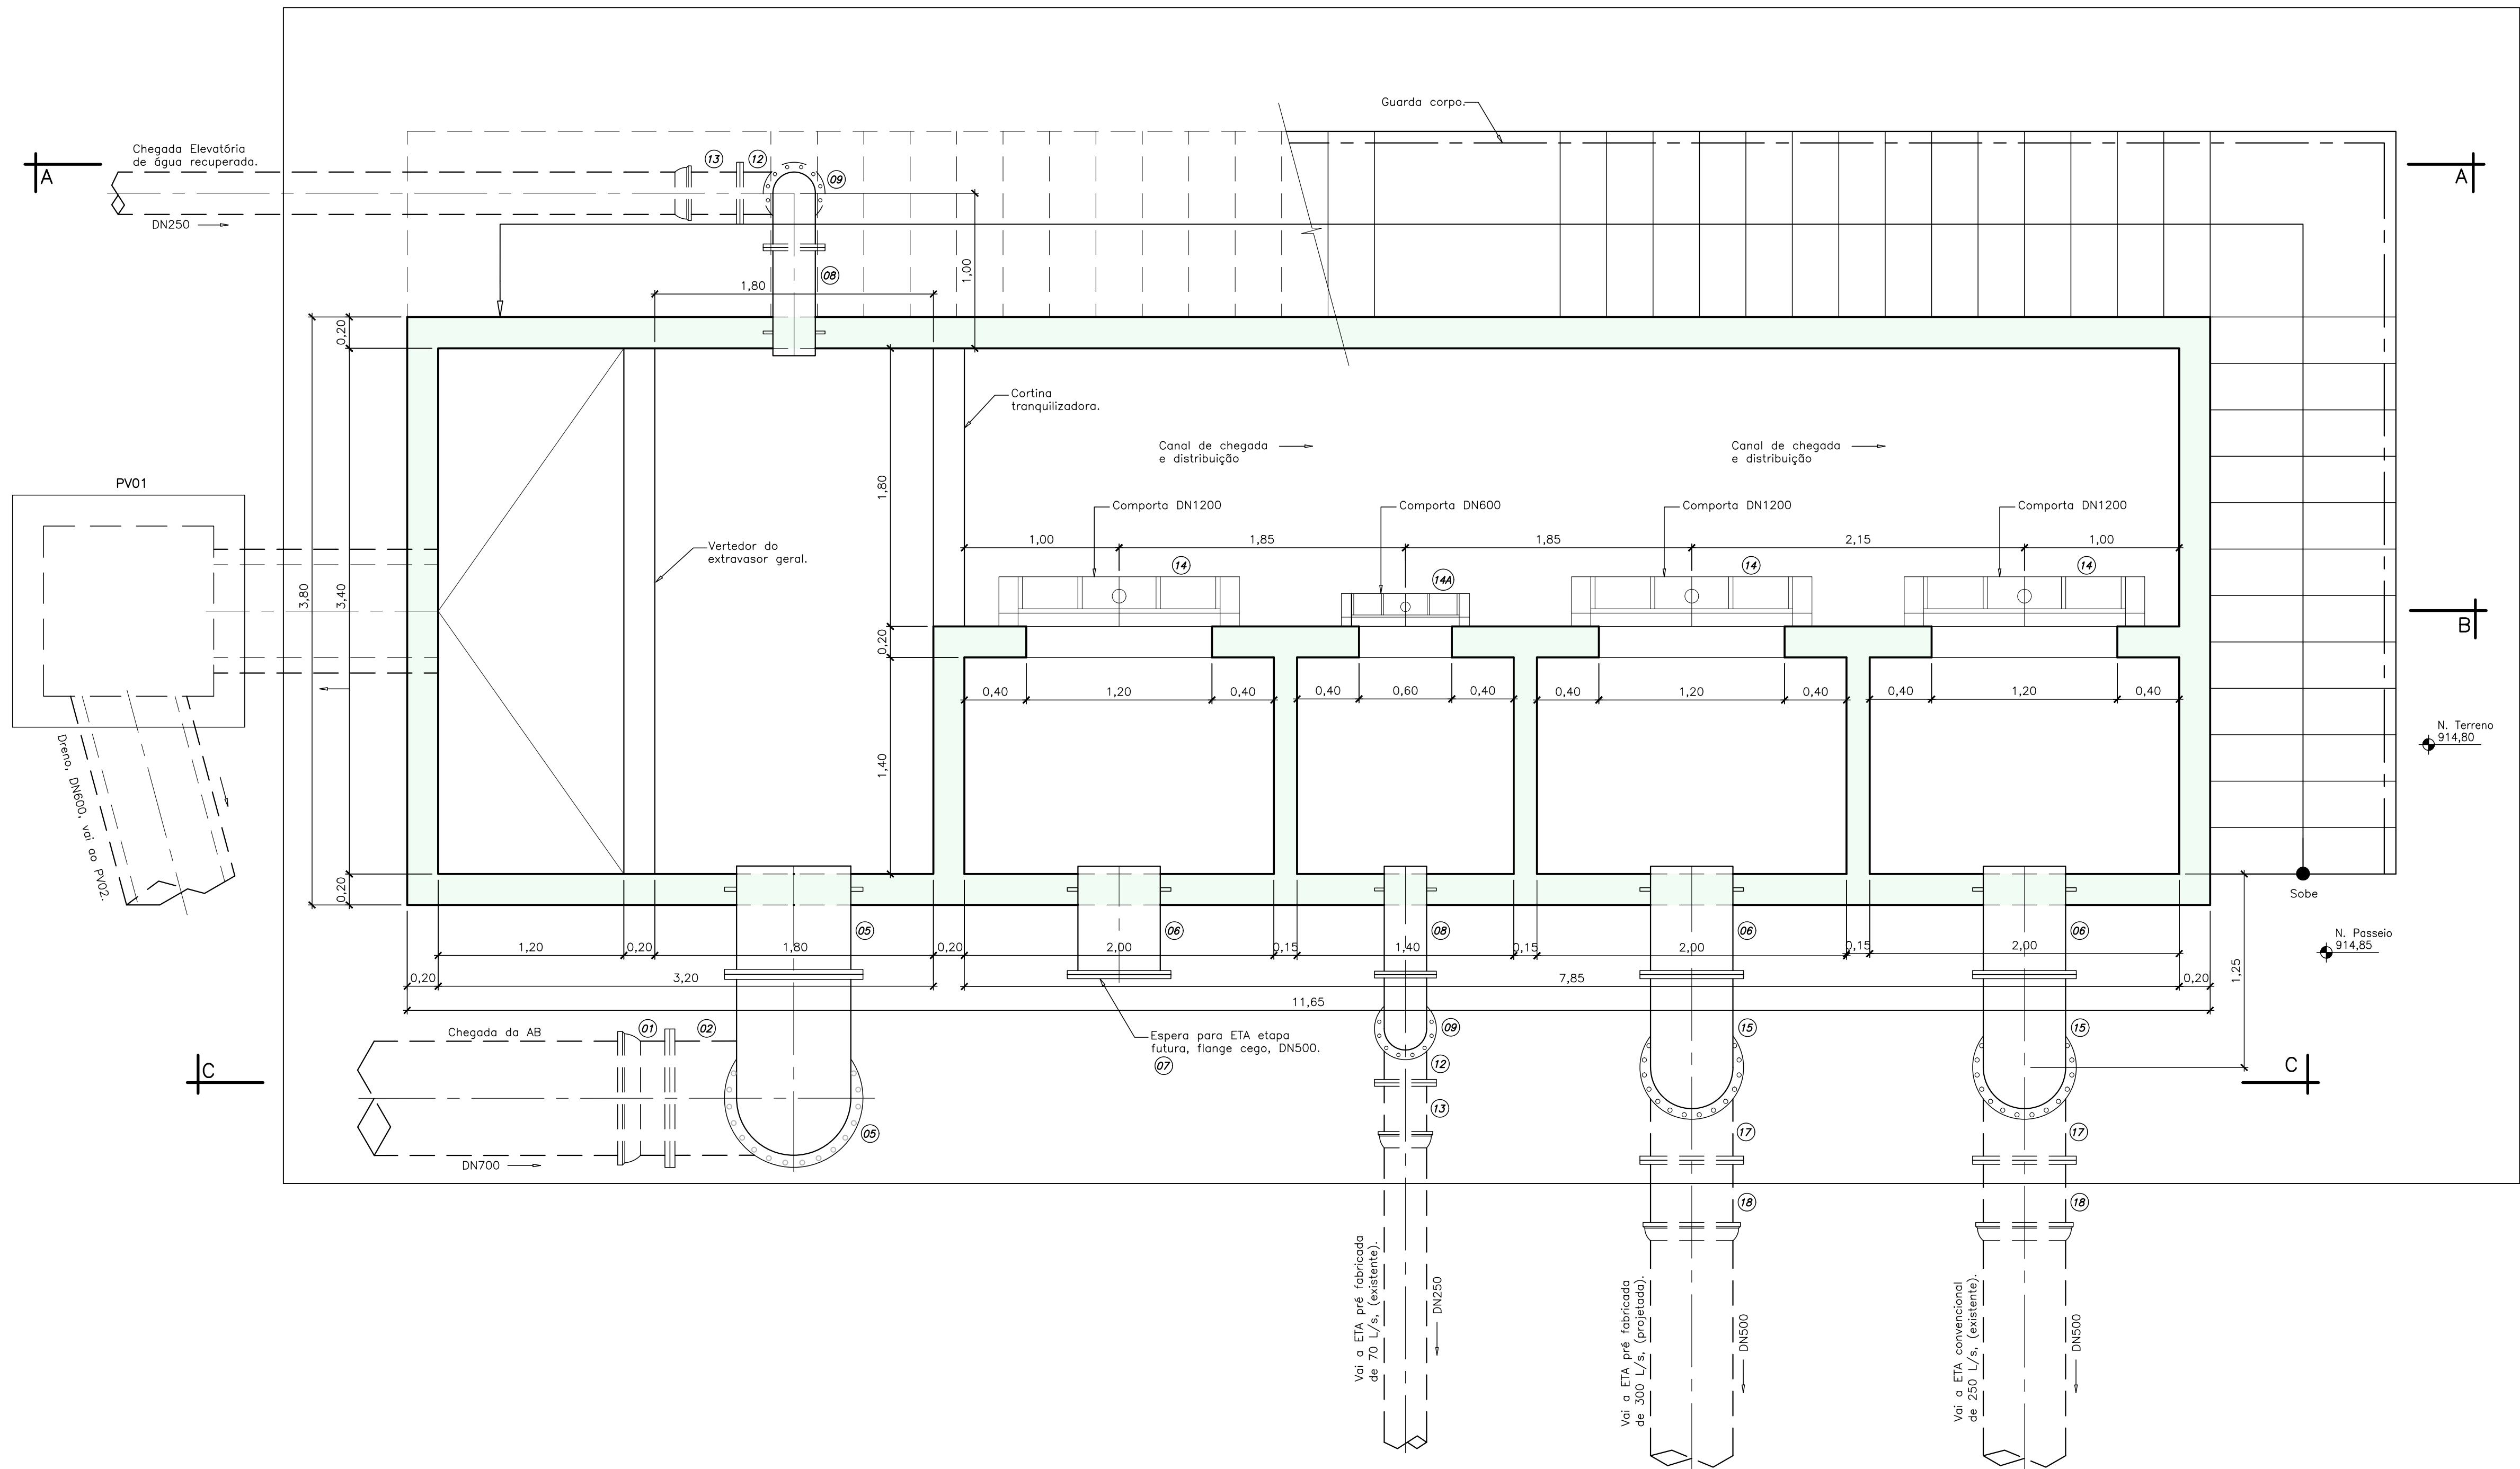 Guarda corpo.
Chegada Elevatória
de água recuperada.
13
12
09
A
A
DN250
08
1,00
1,80
0,20
Cortina
tranquilizadora.
Canal de chegada
e distribuição
Canal de chegada
e distribuição
PV01
1,80
Comporta DN1200
Comporta DN600
Comporta DN1200
Comporta DN1200
Vertedor do
extravasor geral.
1,00
1,85
1,85
2,15
1,00
14
14A
14
14
3,80
3,40
B
0,20
0,40
1,20
0,40
0,40
0,60
0,40
0,40
1,20
0,40
0,40
1,20
0,40
N. Terreno
914,80
1,40
Dreno, DN600, vai ao PV02.
0,20
Sobe
05
06
08
06
06
N. Passeio
914,85
1,20
0,20
1,80
0,20
2,00
0,15
1,40
0,15
2,00
0,15
2,00
1,25
0,20
3,20
7,85
0,20
11,65
Chegada da AB
01
02
Espera para ETA etapa
futura, flange cego, DN500.
07
09
15
15
12
C
C
13
05
17
17
DN700
18
18
Vai a ETA pré fabricada
de 70 L/s, (existente).
DN250
Vai a ETA pré fabricada
de 300 L/s, (projetada).
DN500
Vai a ETA convencional
de 250 L/s, (existente).
DN500